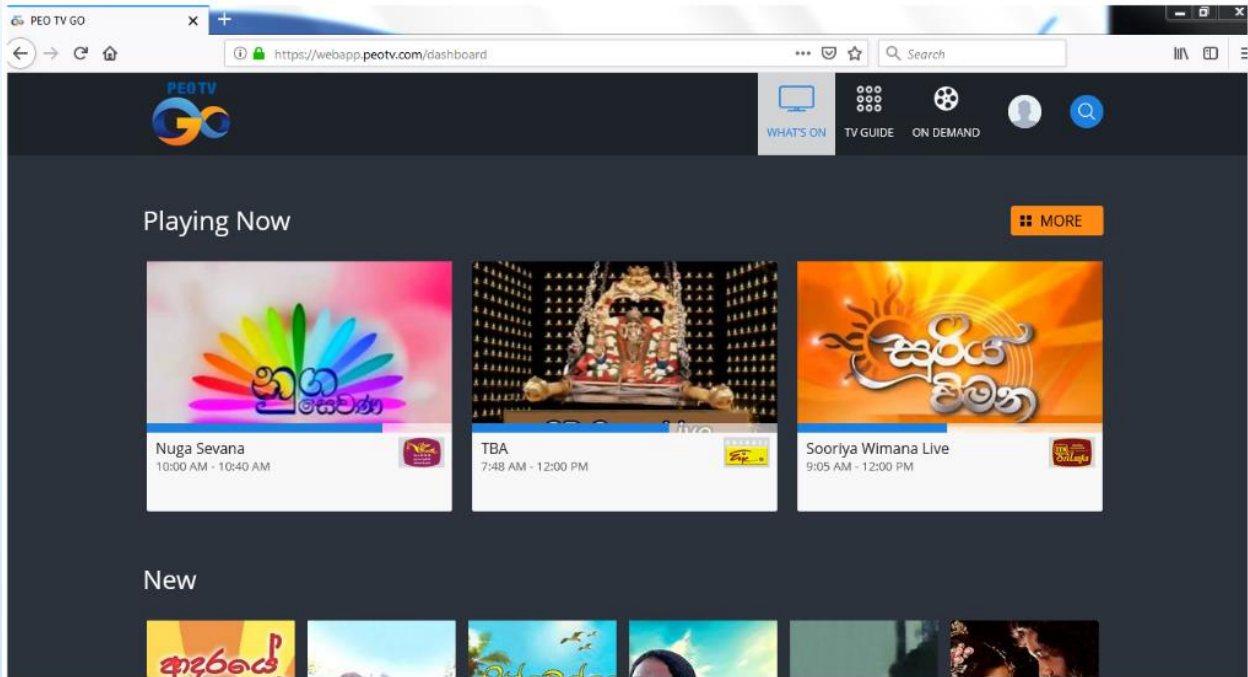 PEO TV GO
https://webapp.peotv.com/dashboard
Search
PEO TV
GO
WHAT'S ON
TV GUIDE
ON DEMAND
Playing Now
MORE
නුග
සෙවණ
සූරිය
විමන
Nuga Sevana
10:00 AM - 10:40 AM
TBA
7:48 AM - 12:00 PM
Sooriya Wimana Live
9:05 AM - 12:00 PM
New
ආදරයේ